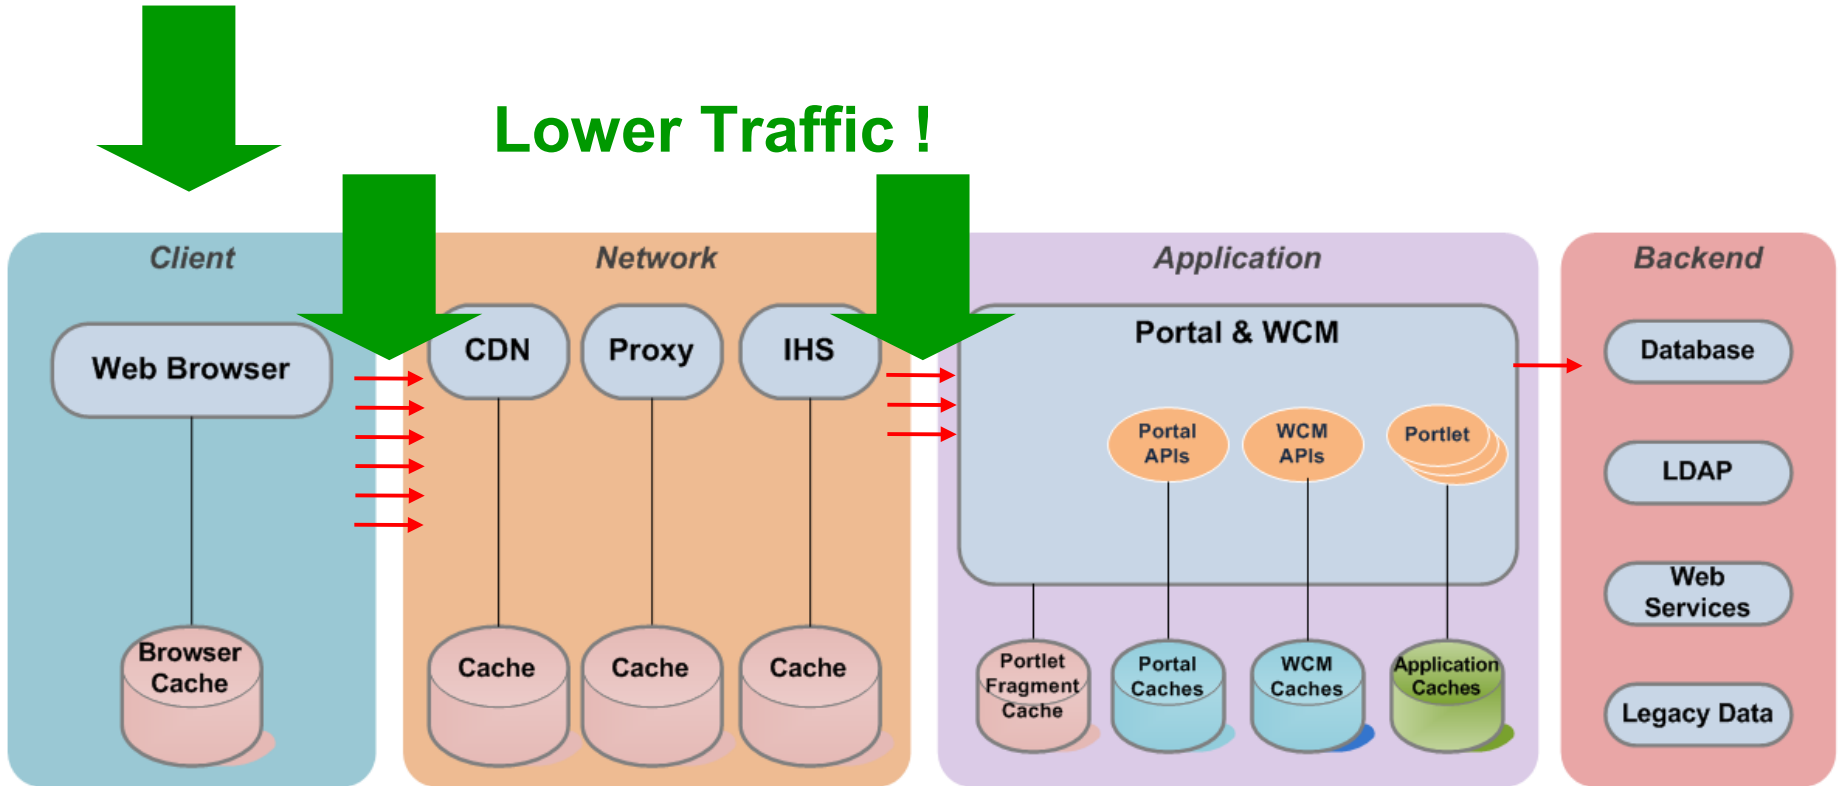 Lower Traffic !
Client
Network
Application
Backend
Web Browser
CDN
Proxy
IHS
Portal & WCM
Database
Portal
APIs
WCM
APIs
Portlet
LDAP
Web
Services
Browser
Cache
Cache
Cache
Cache
Portlet
Fragment
Cache
Portal
Caches
WCM
Caches
Application
Caches
Legacy Data